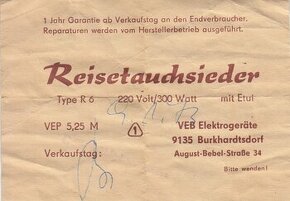 1 Jahr Garantie ab Verkaufstag an den Endverbraucher.
Reparaturen werden vom Herstellerbetrieb ausgeführt.
Reisetauchsieder
Type R 6 220 Volt/300 Watt mit Etui
VEP 5,25 M 1 VEB Elektrogeräte
9135 Burkhardtsdorf
Verkaufstag: August-Bebel-Straße 34
Bitte wenden!